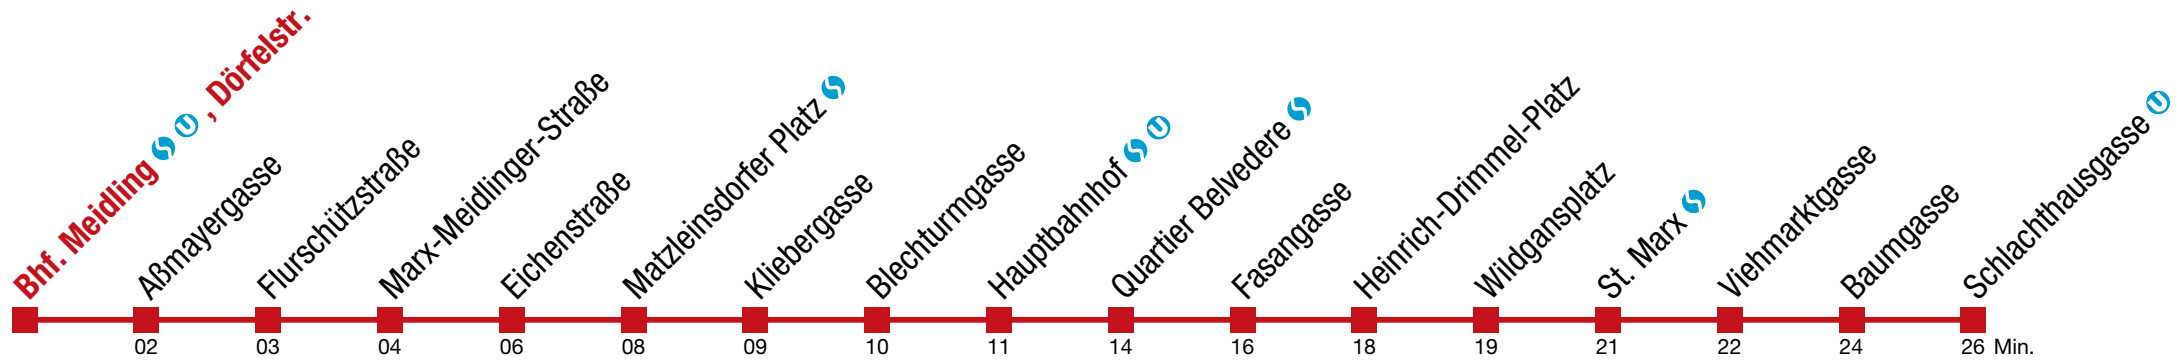 Bhf. Meidling S U , Dörfelstr.
Aßmayergasse
Flurschützstraße
Marx-Meidlinger-Straße
Eichenstraße
Matzleinsdorfer Platz S
Kliebergasse
Blechturmgasse
Hauptbahnhof S U
Quartier Belvedere S
Fasangasse
Heinrich-Drimmel-Platz
Wildgansplatz
St. Marx S
Viehmarktgasse
Baumgasse
Schlachthausgasse U
02 03 04 06 08 09 10 11 14 16 18 19 21 22 24 26 Min.